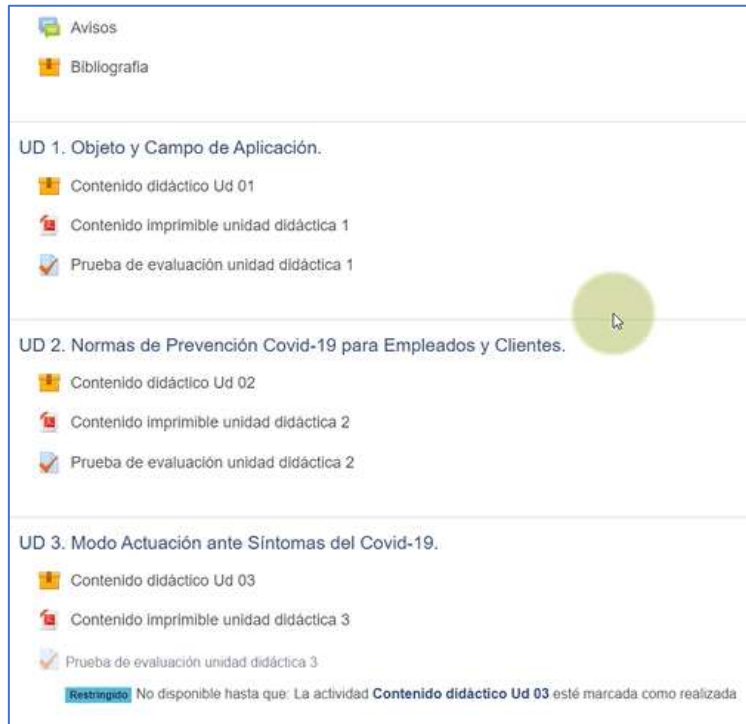 Avisos
Bibliografia
UD 1. Objeto y Campo de Aplicación.
Contenido didáctico Ud 01
Contenido imprimible unidad didáctica 1
Prueba de evaluación unidad didáctica 1
UD 2. Normas de Prevención Covid-19 para Empleados y Clientes.
Contenido didáctico Ud 02
Contenido imprimible unidad didáctica 2
Prueba de evaluación unidad didáctica 2
UD 3. Modo Actuación ante Síntomas del Covid-19.
Contenido didáctico Ud 03
Contenido imprimible unidad didáctica 3
Prueba de evaluación unidad didáctica 3
Restringido No disponible hasta que: La actividad Contenido didáctico Ud 03 esté marcada como realizada